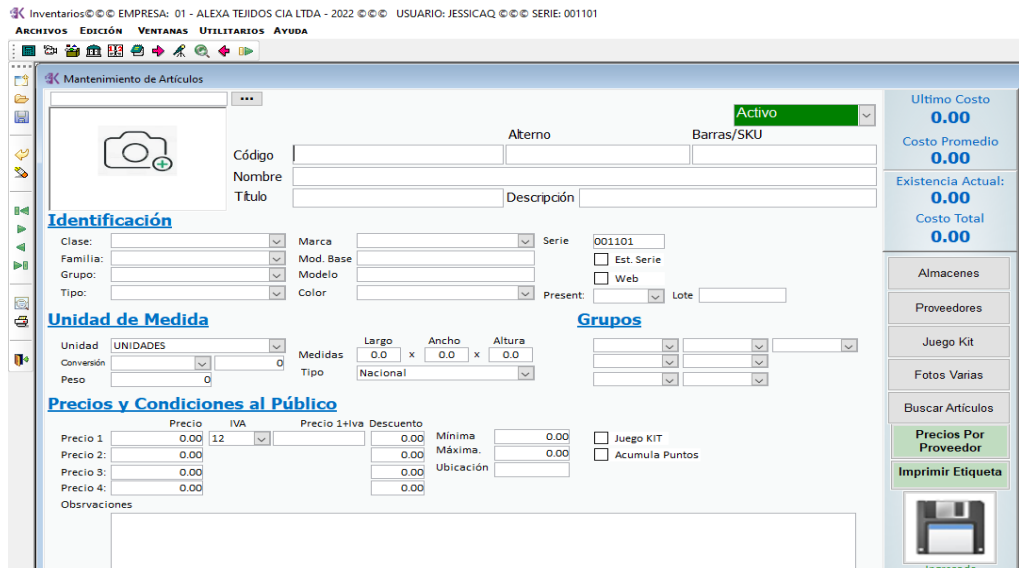 Inventarios©©© EMPRESA: 01 - ALEXA TEJIDOS CIA LTDA - 2022 ©©© USUARIO: JESSICAQ ©©© SERIE: 001101
ARCHIVOS EDICIÓN VENTANAS UTILITARIOS AYUDA
Mantenimiento de Artículos
...
Activo
Alterno Barras/SKU
Código
Nombre
Título Descripción
Identificación
Clase: Marca Serie 001101
Familia: Mod. Base Est. Serie
Grupo: Modelo Web
Tipo: Color Present: Lote
Unidad de Medida Grupos
Largo Ancho Altura
Unidad UNIDADES
Medidas 0.0 x 0.0 x 0.0
Conversión 0
Tipo Nacional
Peso 0
Precios y Condiciones al Público
Precio IVA Precio 1+Iva Descuento
Precio 1 0.00 12 0.00 Mínima 0.00 Juego KIT
Precio 2: 0.00 0.00 Máxima. 0.00 Acumula Puntos
Precio 3: 0.00 0.00 Ubicación
Precio 4: 0.00 0.00
Obsrvaciones
Ultimo Costo
0.00
Costo Promedio
0.00
Existencia Actual:
0.00
Costo Total
0.00
Almacenes
Proveedores
Juego Kit
Fotos Varias
Buscar Artículos
Precios Por
Proveedor
Imprimir Etiqueta